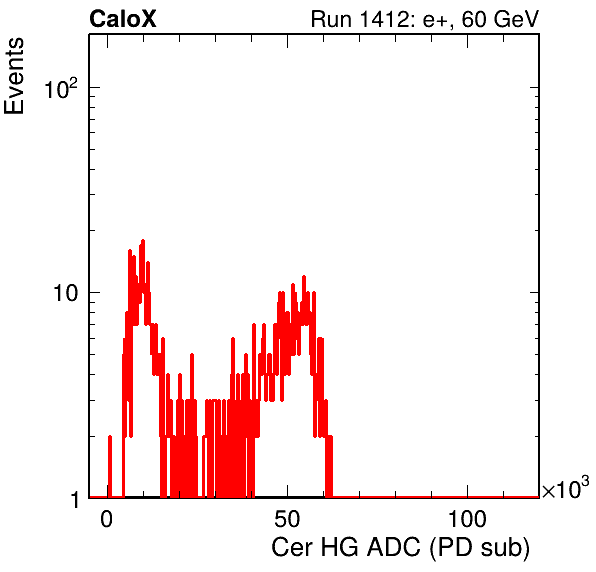 CaloX Run 1412: e+, 60 GeV
Events
10²
10
1
0 50 100 ×10³
Cer HG ADC (PD sub)